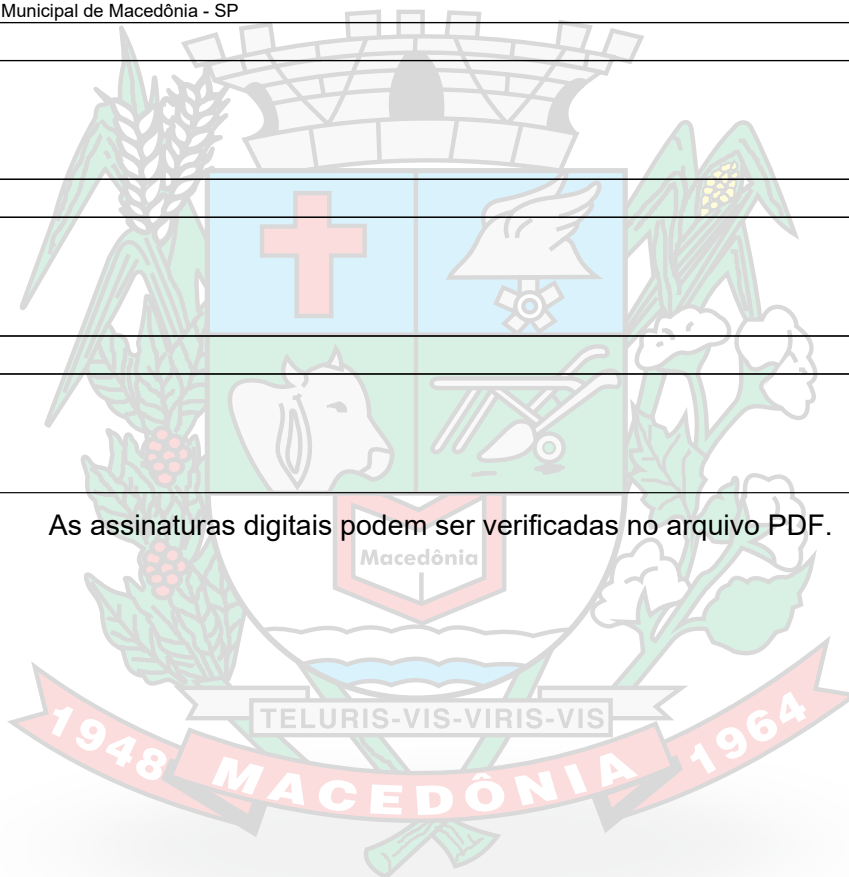 Municipal de Macedônia - SP
As assinaturas digitais podem ser verificadas no arquivo PDF.
Macedônia
TELURIS-VIS-VIRIS-VIS
1948 MACEDÔNIA 1964